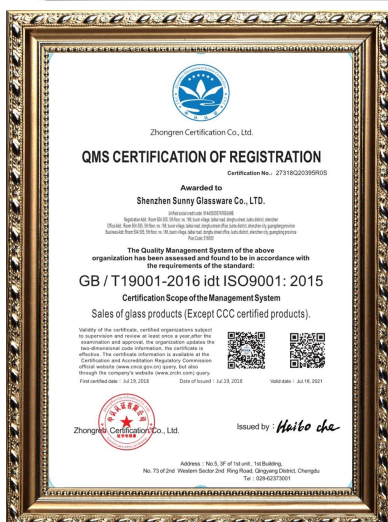 Zhongren Certification Co., Ltd.
QMS CERTIFICATION OF REGISTRATION
Certification No.: 27318Q20395R0S
Awarded to
Shenzhen Sunny Glassware Co., LTD.
The Quality Management System of the above
organization has been assessed and found to be in accordance with
the requirements of the standard:
GB / T19001-2016 idt ISO9001: 2015
Certification Scope of the Management System
Sales of glass products (Except CCC certified products).
Validity of the certificate, certified organizations subject
to supervision and review at least once a year, after the
examination and approval, the organization updates the
two-dimensional code information, the certificate is
effective. The certificate information is available at the
Certification and Accreditation Regulatory Commission
official website (www.cnca.gov.cn) query, but also
through the company's website (www.zrcln.com) query
First certified date : Jul.19, 2018
Date of Issued : Jul.19, 2018
Valid date : Jul.18, 2021
Zhongren Certification Co., Ltd.
Issued by : Haibo che
Address : No.5, 3F of 1st unit , 1st Building,
No. 73 of 2nd Western Sector 2nd Ring Road, Qingyang District, Chengdu
Tel : 028-62373001